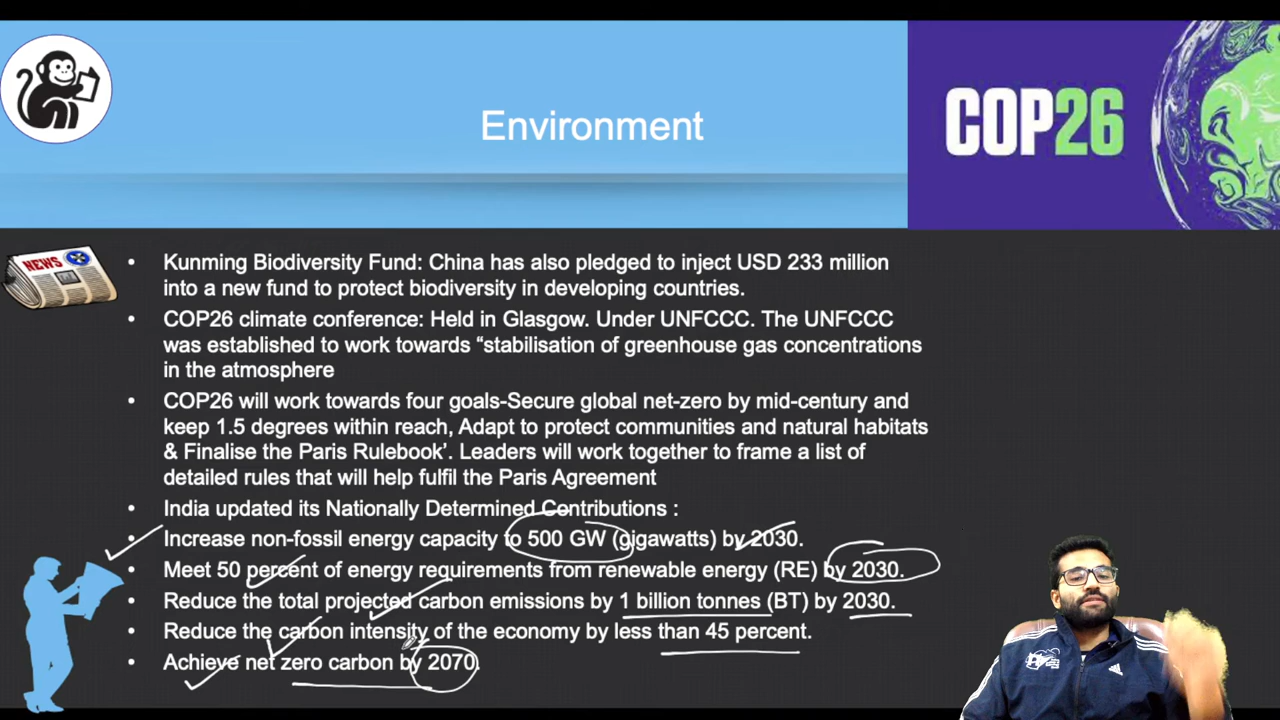 Environment
COP26
NEWS
• Kunming Biodiversity Fund: China has also pledged to inject USD 233 million
into a new fund to protect biodiversity in developing countries.
• COP26 climate conference: Held in Glasgow. Under UNFCCC. The UNFCCC
was established to work towards “stabilisation of greenhouse gas concentrations
in the atmosphere
• COP26 will work towards four goals-Secure global net-zero by mid-century and
keep 1.5 degrees within reach, Adapt to protect communities and natural habitats
& Finalise the Paris Rulebook’. Leaders will work together to frame a list of
detailed rules that will help fulfil the Paris Agreement
• India updated its Nationally Determined Contributions :
• Increase non-fossil energy capacity to 500 GW (gigawatts) by 2030.
• Meet 50 percent of energy requirements from renewable energy (RE) by 2030.
• Reduce the total projected carbon emissions by 1 billion tonnes (BT) by 2030.
• Reduce the carbon intensity of the economy by less than 45 percent.
• Achieve net zero carbon by 2070.